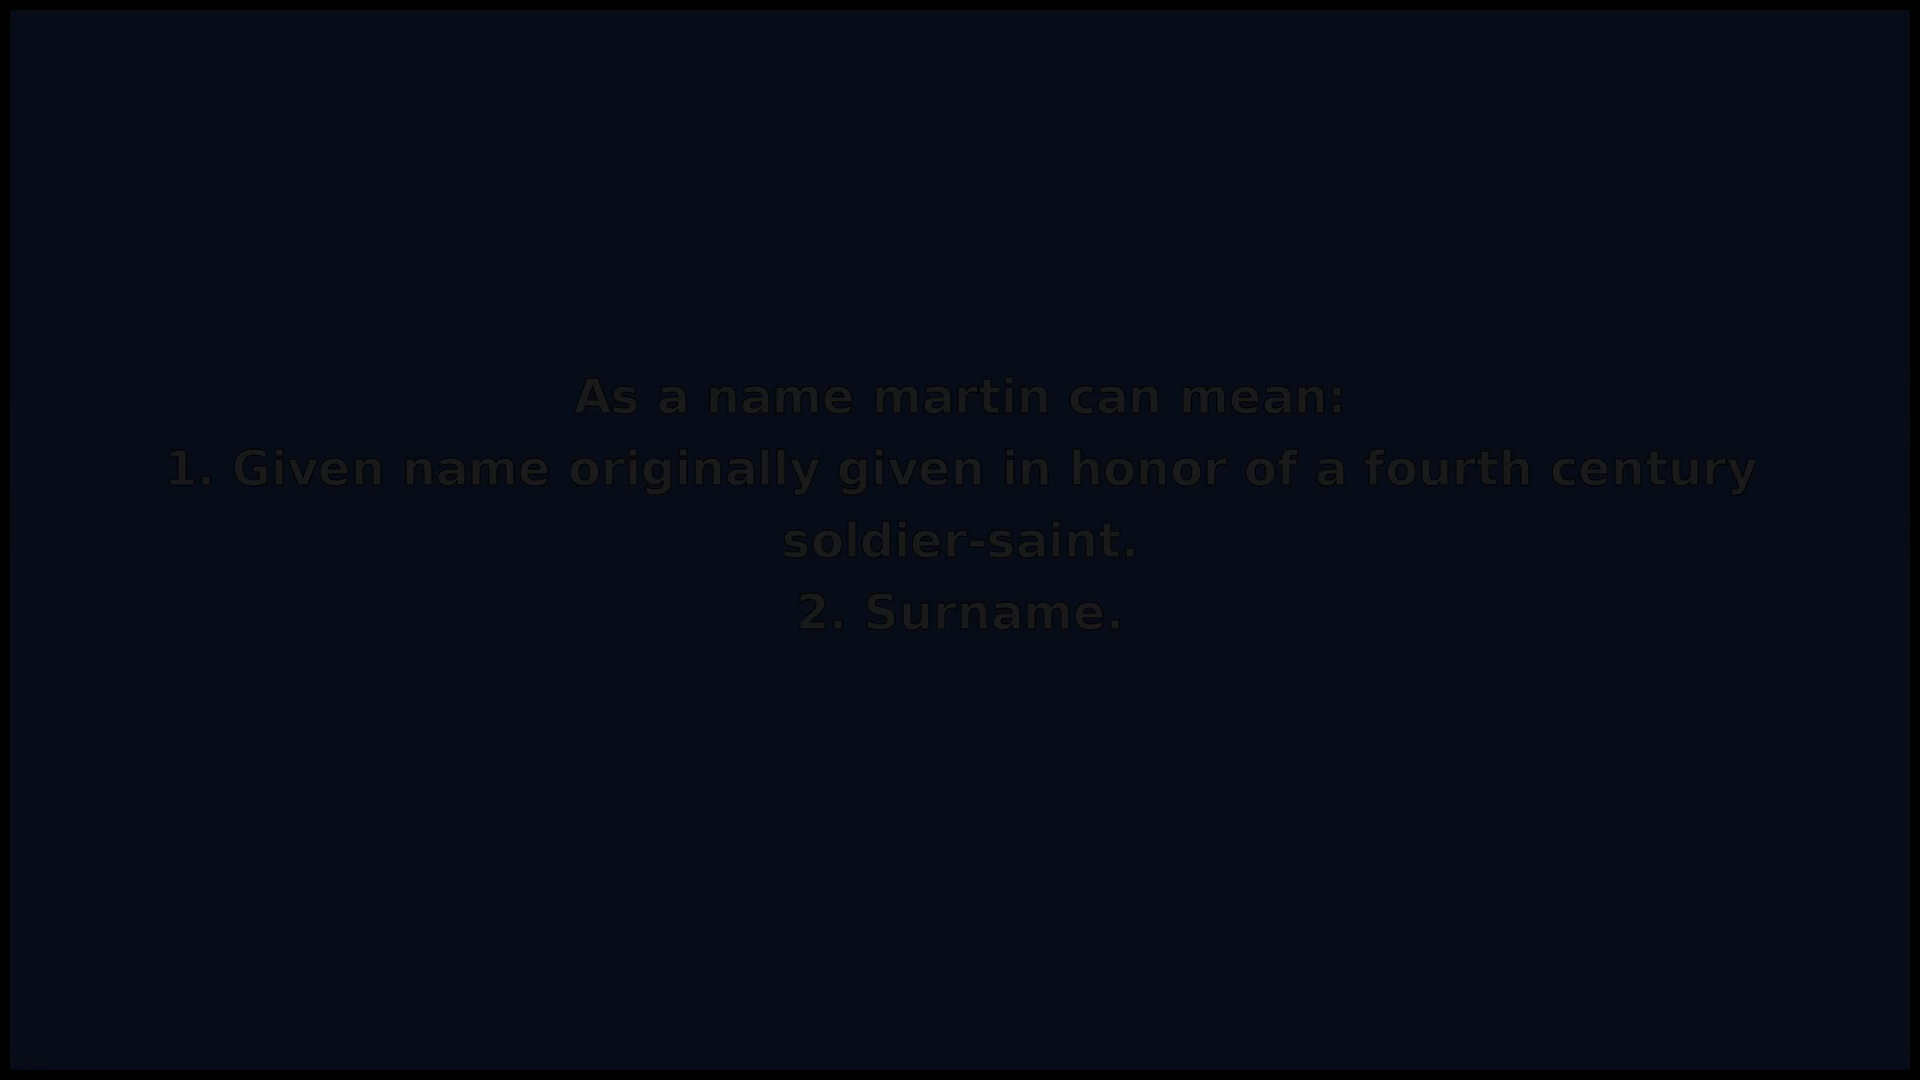 As a name martin can mean:
1. Given name originally given in honor of a fourth century
soldier-saint.
2. Surname.